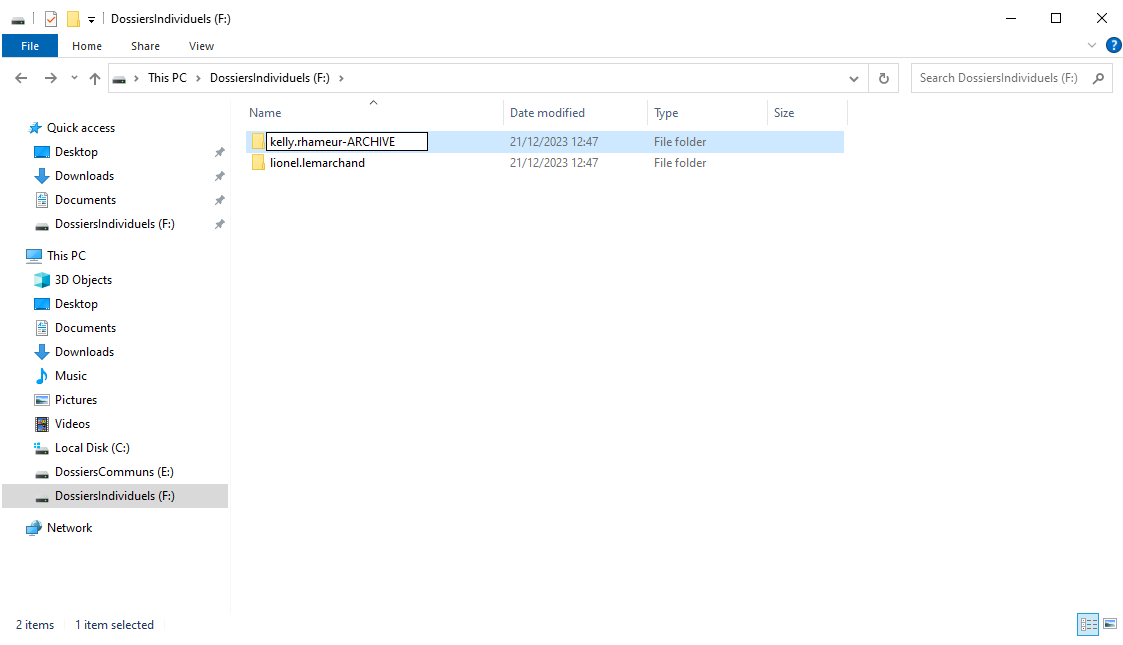 DossiersIndividuels (F:)
File Home Share View
?
This PC DossiersIndividuels (F:)
Search DossiersIndividuels (F:)
Name Date modified Type Size
kelly.rhameur-ARCHIVE 21/12/2023 12:47 File folder
lionel.lemarchand 21/12/2023 12:47 File folder
Quick access
Desktop
Downloads
Documents
DossiersIndividuels (F:)
This PC
3D Objects
Desktop
Documents
Downloads
Music
Pictures
Videos
Local Disk (C:)
DossiersCommuns (E:)
DossiersIndividuels (F:)
Network
2 items 1 item selected